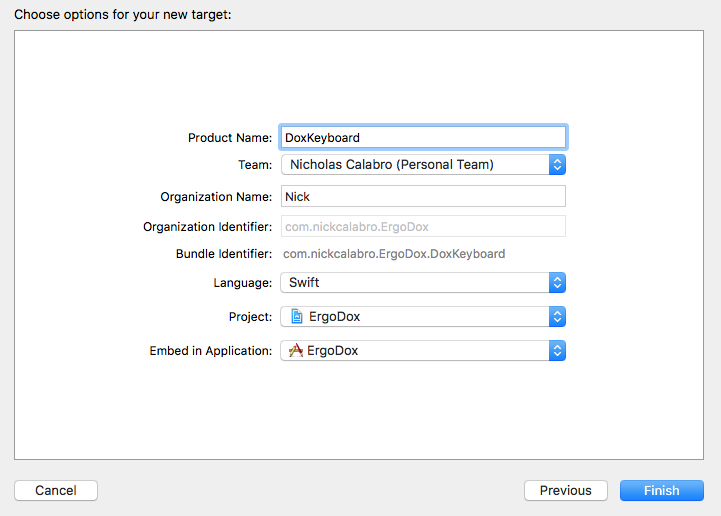 Choose options for your new target:
Product Name: DoxKeyboard
Team: Nicholas Calabro (Personal Team)
Organization Name: Nick
Organization Identifier: com.nickcalabro.ErgoDox
Bundle Identifier: com.nickcalabro.ErgoDox.DoxKeyboard
Language: Swift
Project: ErgoDox
Embed in Application: ErgoDox
Cancel Previous Finish